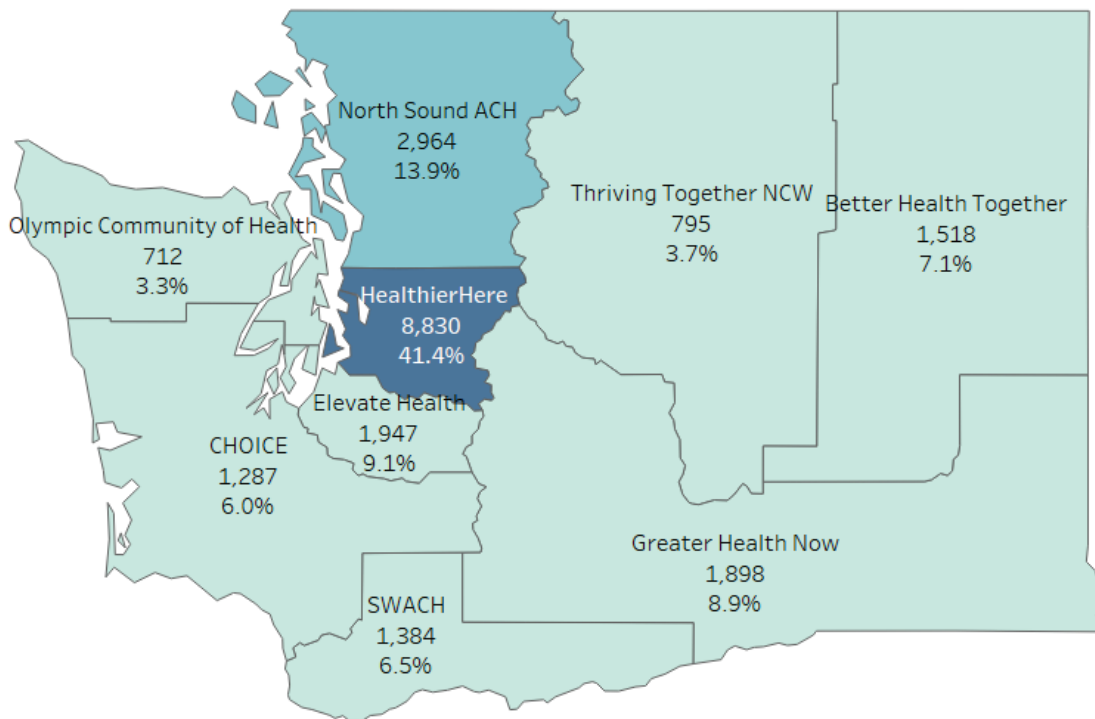 North Sound ACH
2,964
13.9%
Thriving Together NCW
795
3.7%
Better Health Together
1,518
7.1%
Olympic Community of Health
712
3.3%
HealthierHere
8,830
41.4%
Elevate Health
1,947
9.1%
CHOICE
1,287
6.0%
Greater Health Now
1,898
8.9%
SWACH
1,384
6.5%